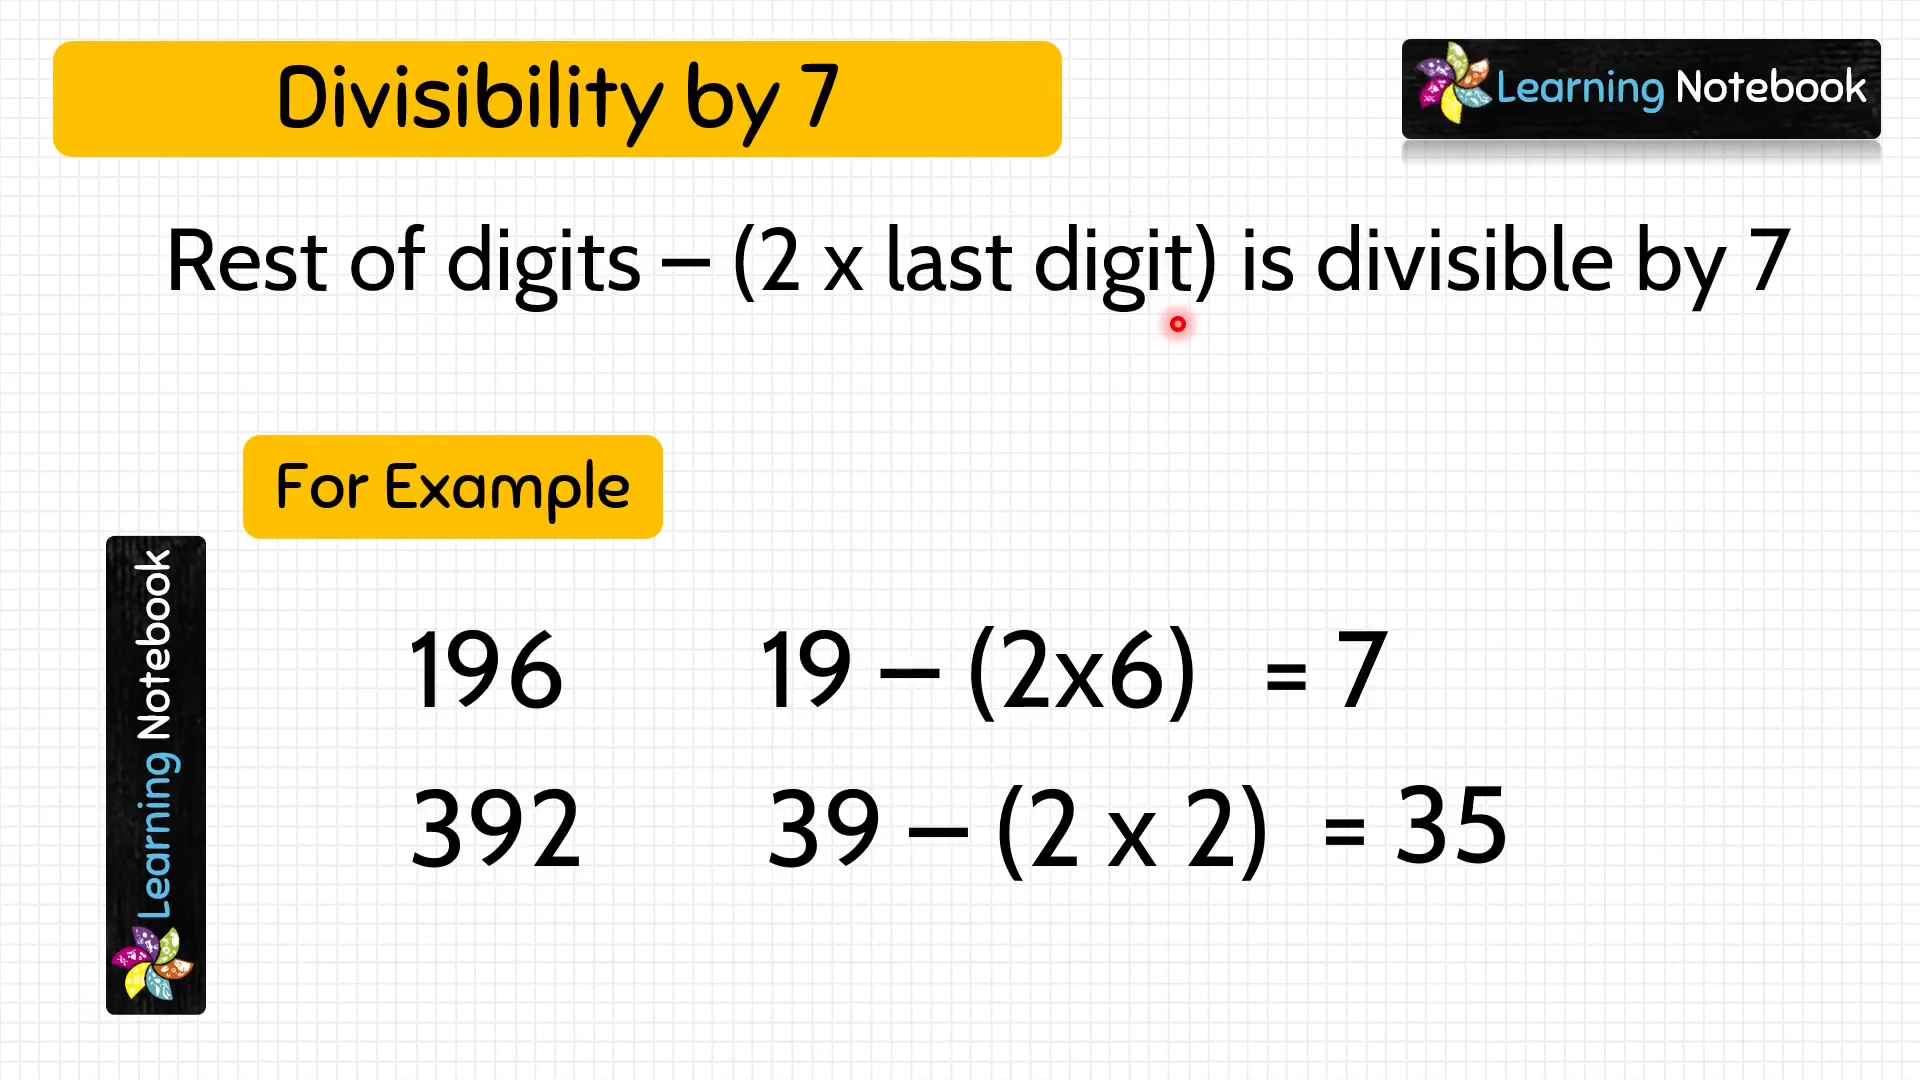 Divisibility by 7
Learning Notebook
Rest of digits – (2 x last digit) is divisible by 7
For Example
Learning Notebook
196 19 – (2x6) = 7
392 39 – (2 x 2) = 35